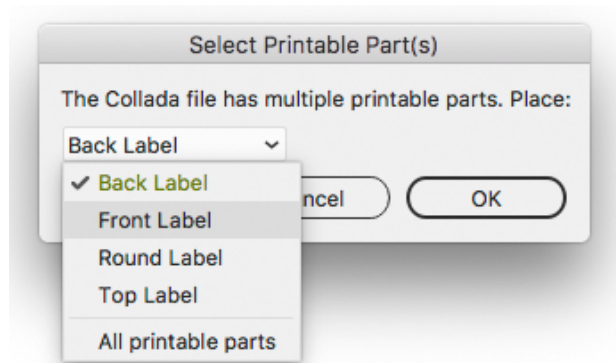 Select Printable Part(s)
The Collada file has multiple printable parts. Place:
Back Label
Back Label
Front Label
ncel
OK
Round Label
Top Label
All printable parts